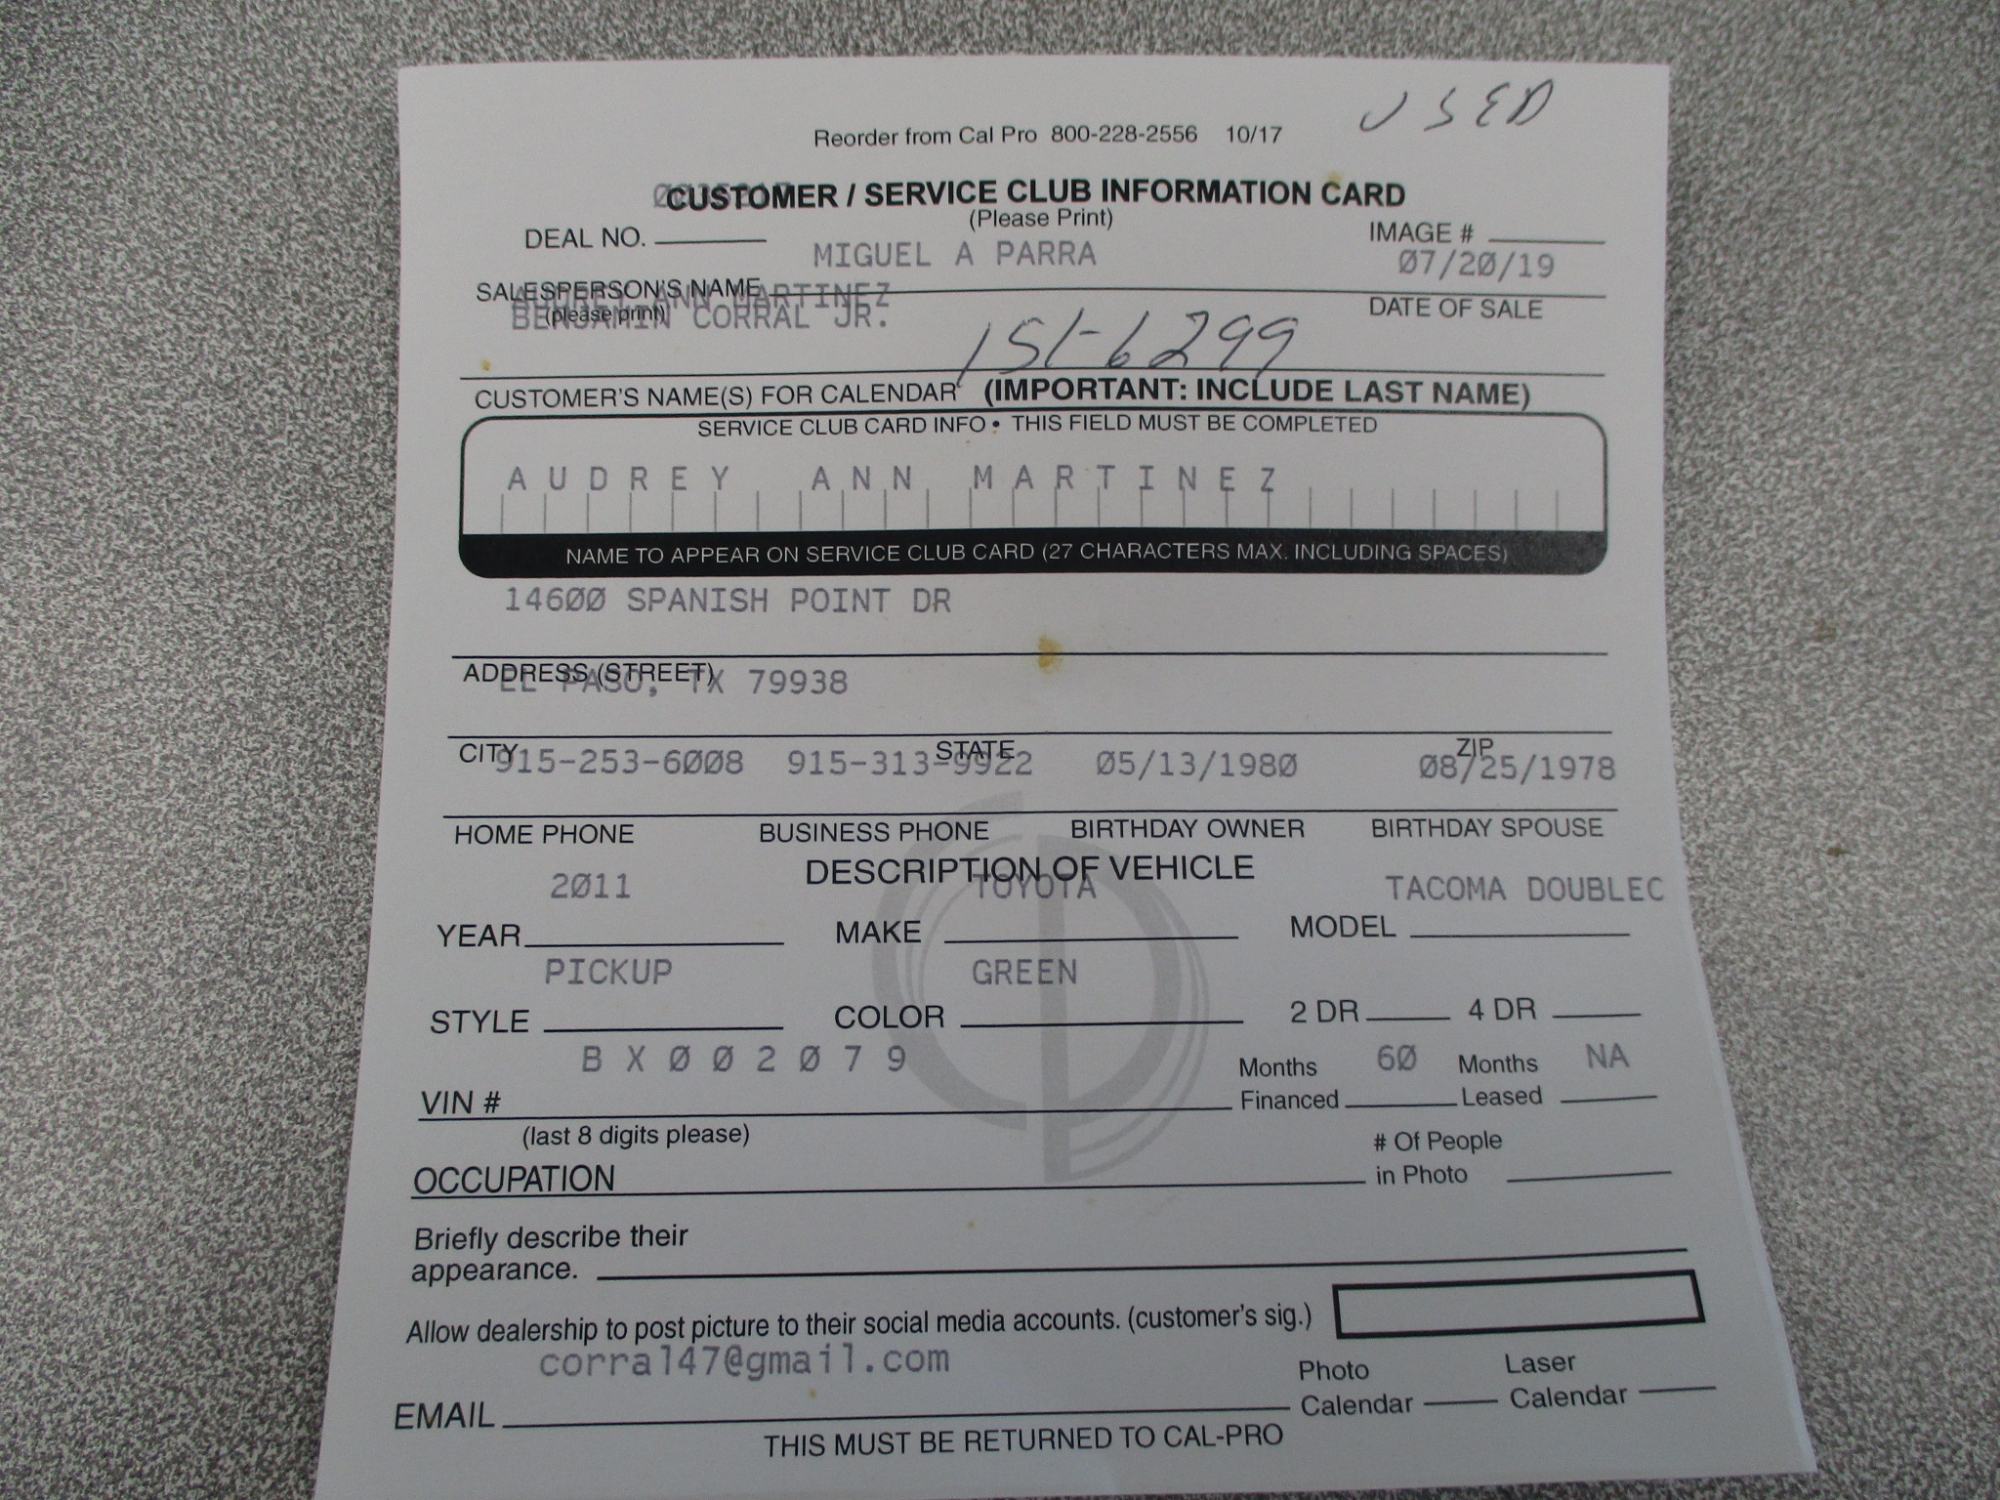 USED
Reorder from Cal Pro 800-228-2556 10/17
CUSTOMER / SERVICE CLUB INFORMATION CARD
(Please Print)
DEAL NO. IMAGE #
MIGUEL A PARRA 07/20/19
SALESPERSON'S NAME DATE OF SALE
(please print)
AUDREY ANN MARTINEZ
BENJAMIN CORRAL JR.
151-6299
CUSTOMER'S NAME(S) FOR CALENDAR (IMPORTANT: INCLUDE LAST NAME)
SERVICE CLUB CARD INFO • THIS FIELD MUST BE COMPLETED
AUDREY ANN MARTINEZ
NAME TO APPEAR ON SERVICE CLUB CARD (27 CHARACTERS MAX. INCLUDING SPACES)
14600 SPANISH POINT DR
ADDRESS (STREET)
EL PASO, TX 79938
CITY STATE ZIP
915-253-6008 915-313-9922 05/13/1980 08/25/1978
HOME PHONE BUSINESS PHONE BIRTHDAY OWNER BIRTHDAY SPOUSE
DESCRIPTION OF VEHICLE
2011 TOYOTA TACOMA DOUBLEC
YEAR MAKE MODEL
PICKUP GREEN
STYLE COLOR 2 DR 4 DR
BX002079 Months 60 Months NA
VIN # Financed Leased
(last 8 digits please) # Of People
OCCUPATION in Photo
Briefly describe their
appearance.
Allow dealership to post picture to their social media accounts. (customer's sig.)
corral47@gmail.com Photo Laser
EMAIL Calendar Calendar
THIS MUST BE RETURNED TO CAL-PRO